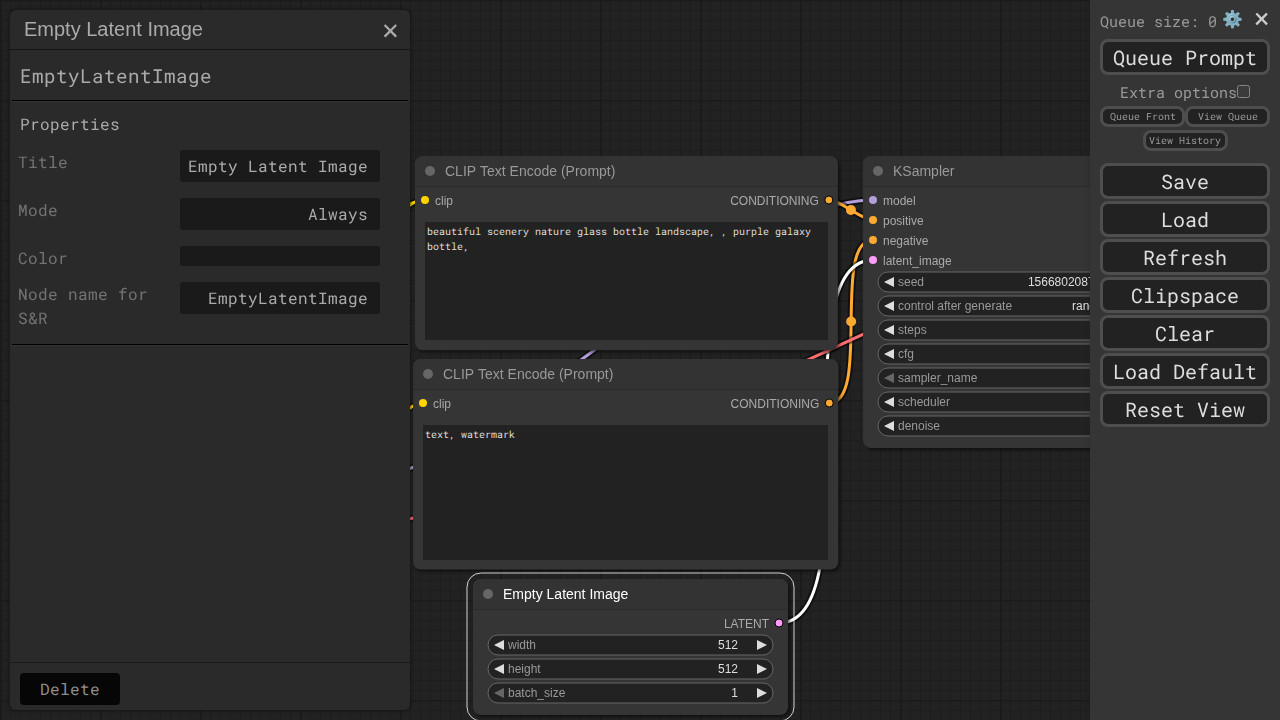 Empty Latent Image
EmptyLatentImage
Properties
Title
Empty Latent Image
Mode
Always
Color
Node name for
S&R
EmptyLatentImage
Delete
CLIP Text Encode (Prompt)
clip
CONDITIONING
beautiful scenery nature glass bottle landscape, , purple galaxy
bottle,
CLIP Text Encode (Prompt)
clip
CONDITIONING
text, watermark
Empty Latent Image
LATENT
width 512
height 512
batch_size 1
KSampler
model
positive
negative
latent_image
seed
control after generate
steps
cfg
sampler_name
scheduler
denoise
Queue size: 0
Queue Prompt
Extra options
Queue Front
View Queue
View History
Save
Load
Refresh
Clipspace
Clear
Load Default
Reset View